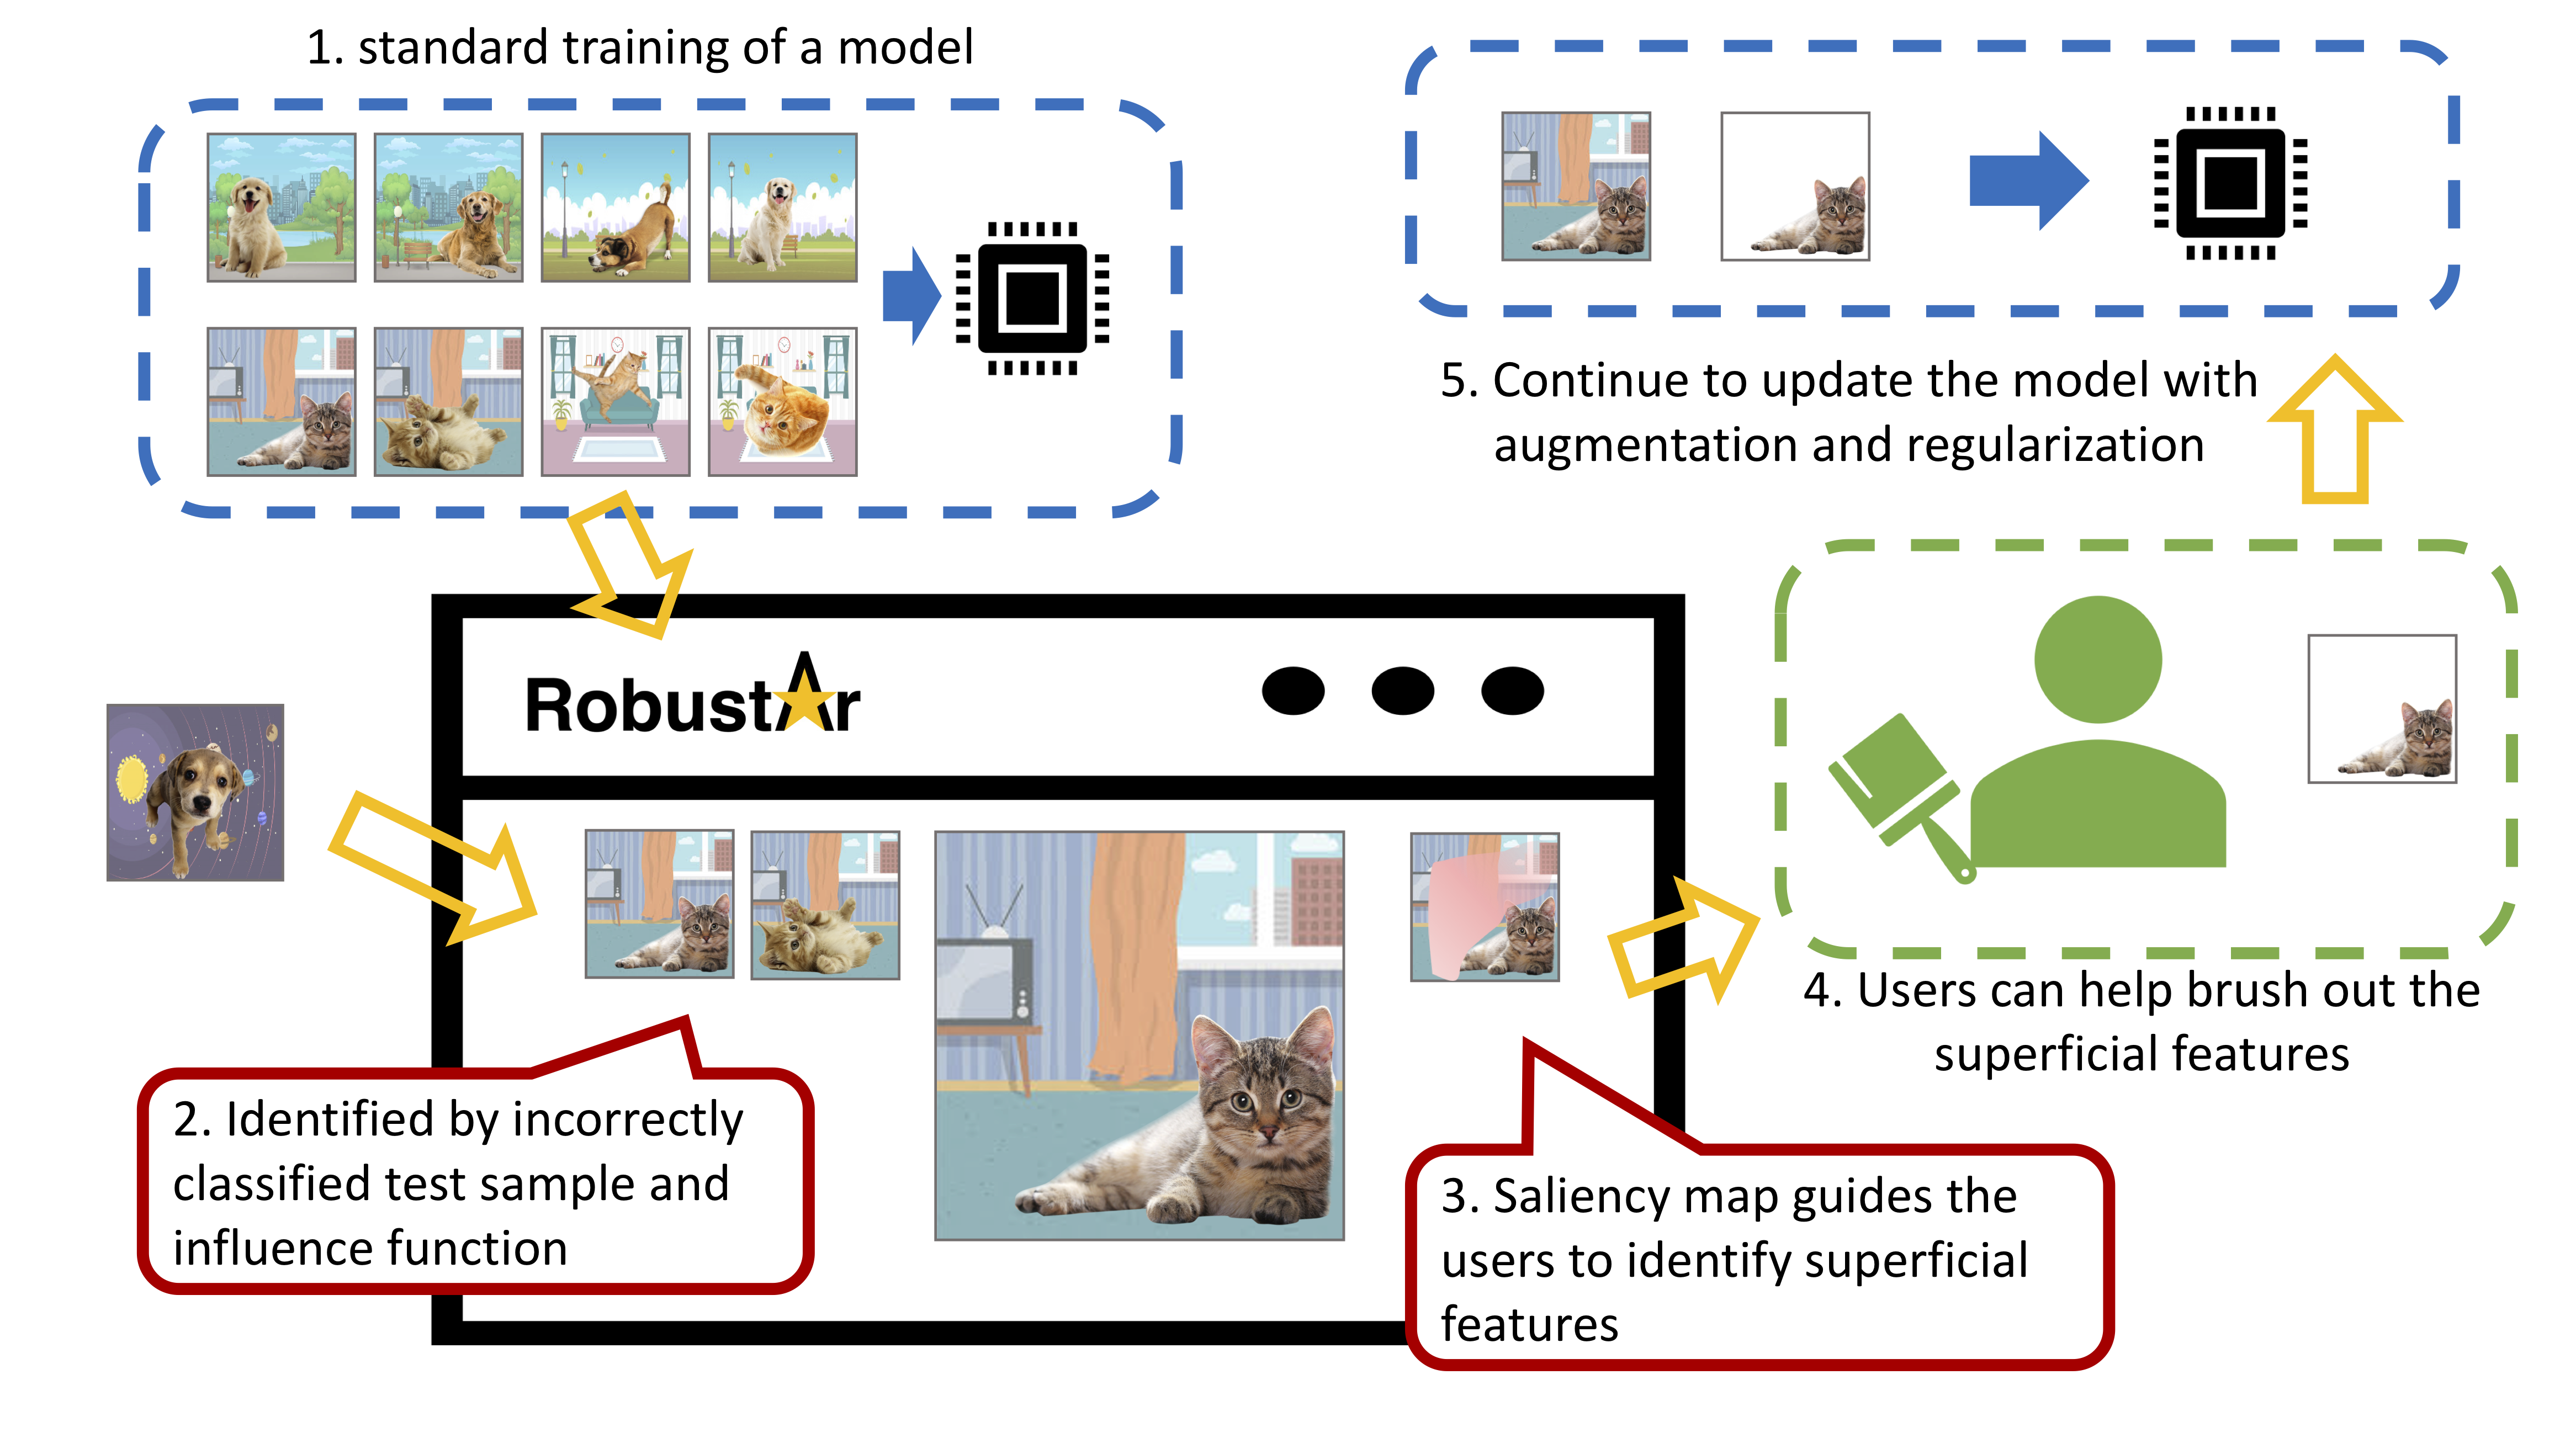 1. standard training of a model
5. Continue to update the model with
augmentation and regularization
RobustAr
2. Identified by incorrectly
classified test sample and
influence function
3. Saliency map guides the
users to identify superficial
features
4. Users can help brush out the
superficial features